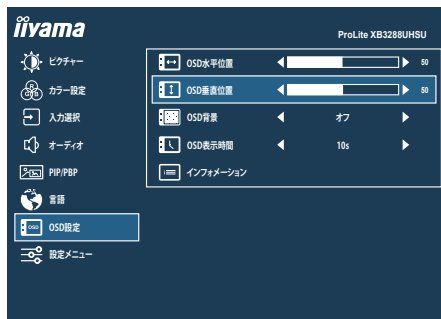 iiyama
ProLite XB3288UHSU
ピクチャー
カラー設定
入力選択
オーディオ
PIP/PBP
言語
OSD
OSD設定
設定メニュー
OSD水平位置 50
OSD垂直位置 50
OSD背景 オフ
OSD表示時間 10s
インフォメーション